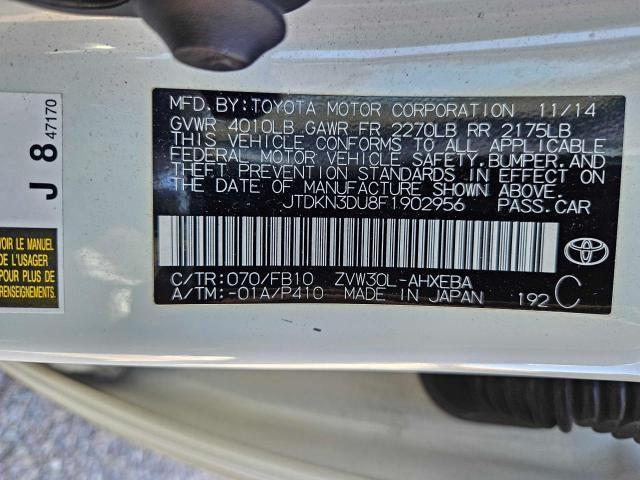 MFD. BY: TOYOTA MOTOR CORPORATION 11/14
GVWR 4010LB GAWR FR 2270LB RR 2175LB
THIS VEHICLE CONFORMS TO ALL APPLICABLE
FEDERAL MOTOR VEHICLE SAFETY, BUMPER, AND
THEFT PREVENTION STANDARDS IN EFFECT ON
THE DATE OF MANUFACTURE SHOWN ABOVE.
JTDKN3DU8F1902956 PASS. CAR
C/TR: 070/FB10 ZVW30L-AHXEBA
A/TM: -01A/P410 MADE IN JAPAN 192 C
J 8 47170
VOIR LE MANUEL
DE L'USAGER
POUR PLUS DE
RENSEIGNEMENTS